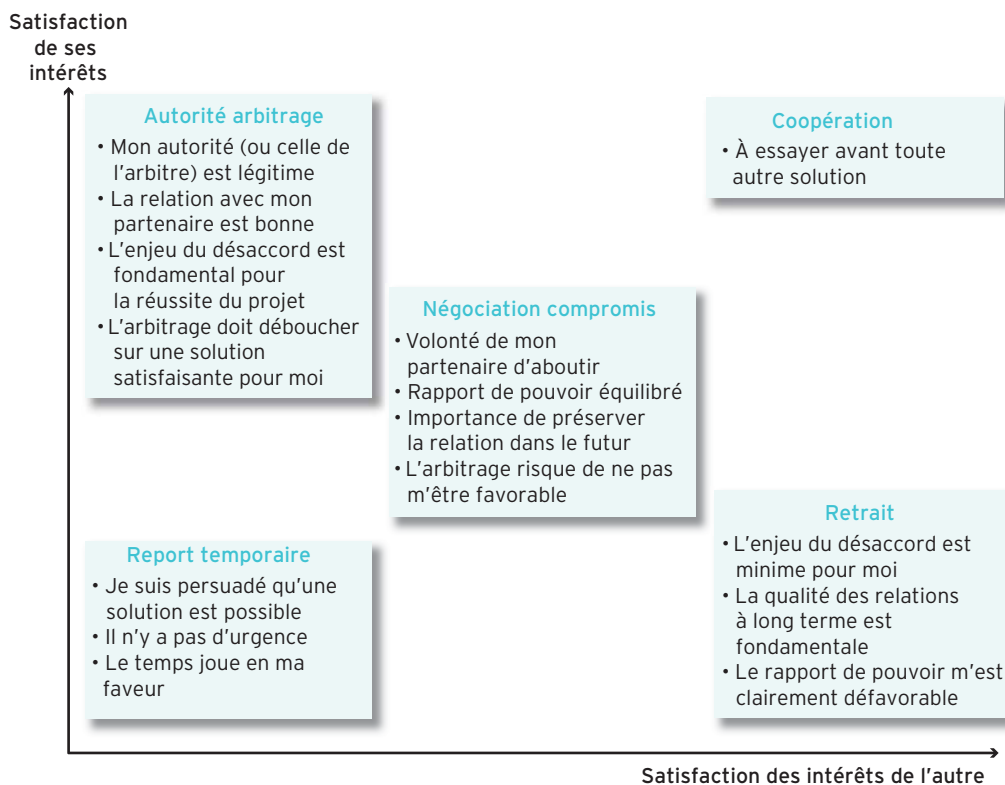 Satisfaction
de ses
intérêts
Autorité arbitrage
• Mon autorité (ou celle de
l'arbitre) est légitime
• La relation avec mon
partenaire est bonne
• L'enjeu du désaccord est
fondamental pour
la réussite du projet
• L'arbitrage doit déboucher
sur une solution
satisfaisante pour moi
Coopération
• À essayer avant toute
autre solution
Négociation compromis
• Volonté de mon
partenaire d'aboutir
• Rapport de pouvoir équilibré
• Importance de préserver
la relation dans le futur
• L'arbitrage risque de ne pas
m'être favorable
Report temporaire
• Je suis persuadé qu'une
solution est possible
• Il n'y a pas d'urgence
• Le temps joue en ma
faveur
Retrait
• L'enjeu du désaccord est
minime pour moi
• La qualité des relations
à long terme est
fondamentale
• Le rapport de pouvoir m'est
clairement défavorable
Satisfaction des intérêts de l'autre